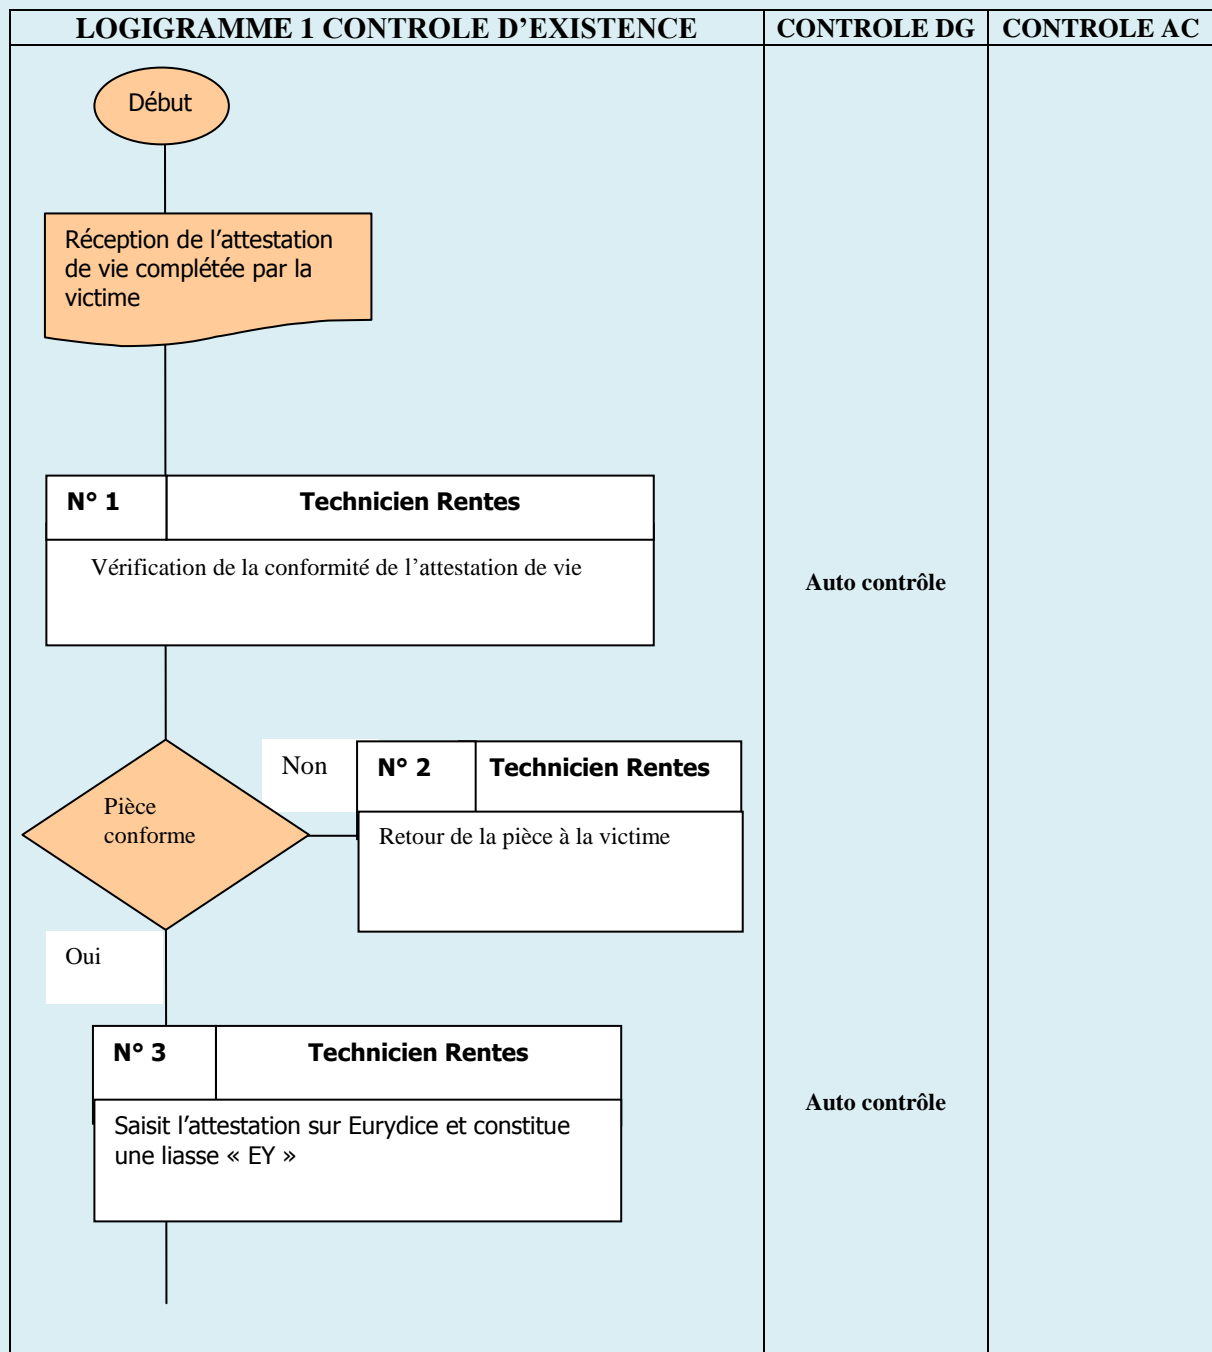 LOGIGRAMME 1 CONTROLE D’EXISTENCE
CONTROLE DG
CONTROLE AC
Début
Réception de l’attestation
de vie complétée par la
victime
N° 1
Technicien Rentes
Vérification de la conformité de l’attestation de vie
Auto contrôle
Pièce
conforme
Non
N° 2
Technicien Rentes
Retour de la pièce à la victime
Oui
N° 3
Technicien Rentes
Saisit l’attestation sur Eurydice et constitue
une liasse « EY »
Auto contrôle